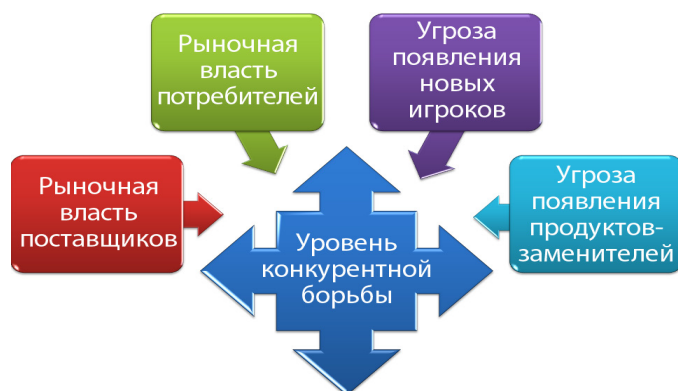 Рыночная
власть
потребителей
Угроза
появления
новых
игроков
Рыночная
власть
поставщиков
Угроза
появления
продуктов-
заменителей
Уровень
конкурентной
борьбы